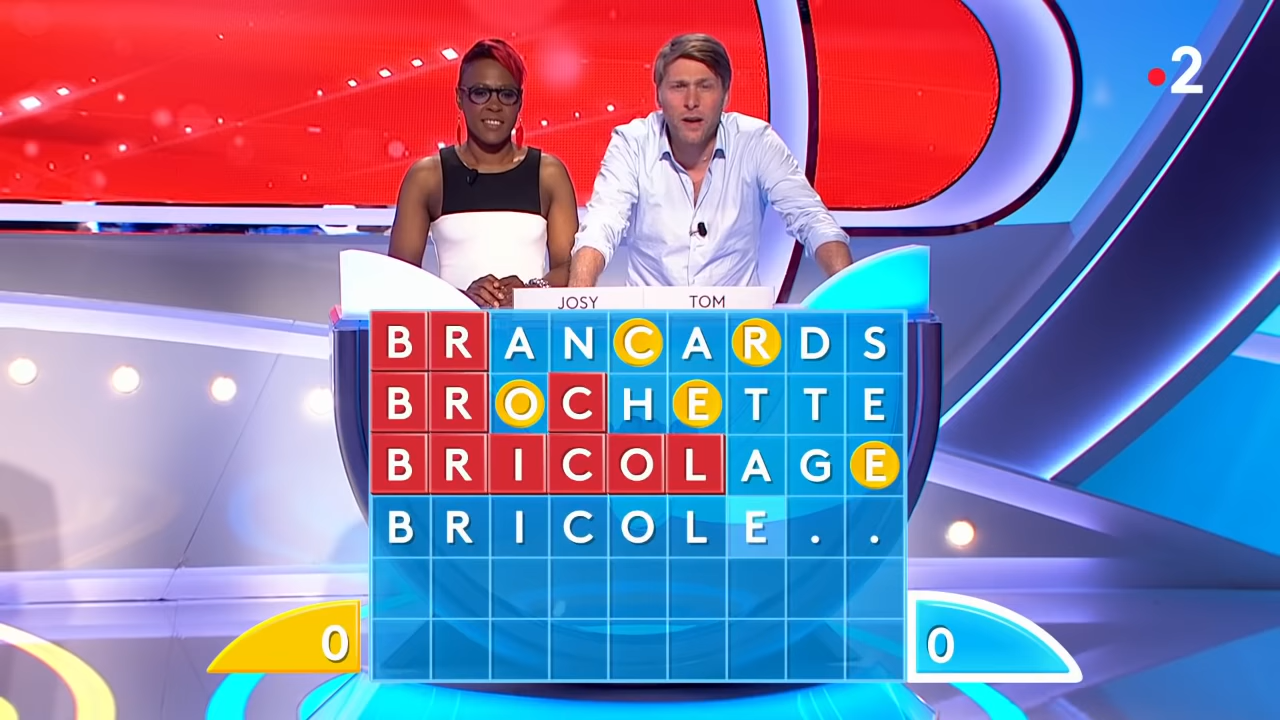 2
JOSY TOM
BRANCARDS
BROCHETTE
BRICOLAGE
BRICOLE..
0 0